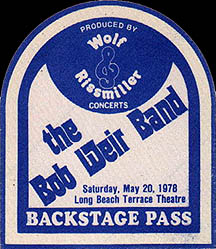 PRODUCED BY
Wolf
&
Rissmiller
CONCERTS
the
Bob Weir Band
Saturday, May 20, 1978
Long Beach Terrace Theatre
BACKSTAGE PASS